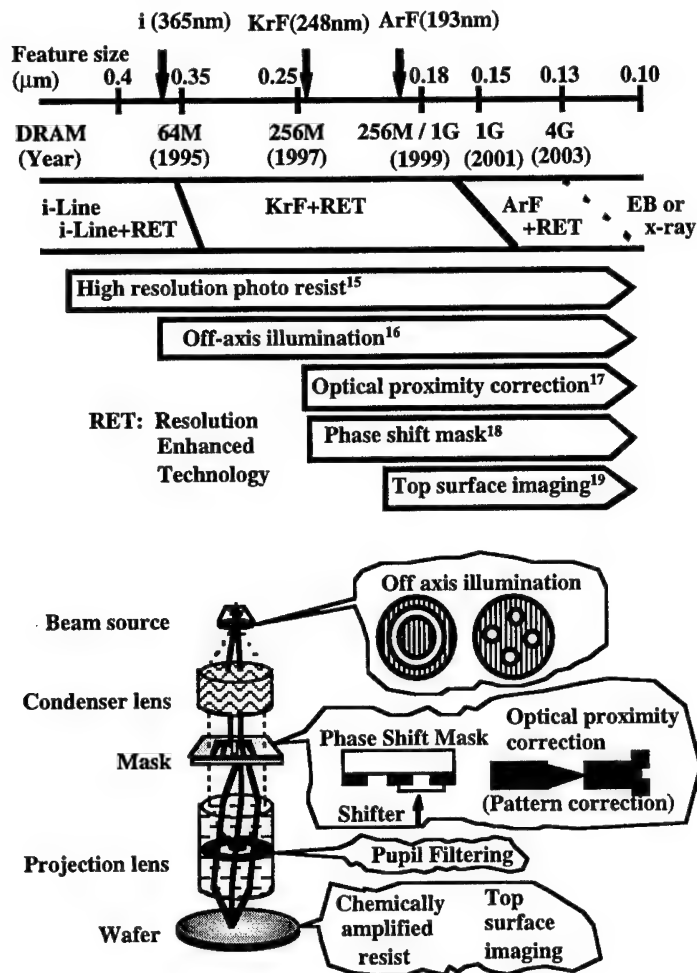 i (365nm) KrF(248nm) ArF(193nm)
Feature size
(μm)
0.4 0.35 0.25 0.18 0.15 0.13 0.10
DRAM 64M 256M 256M / 1G 1G 4G
(Year) (1995) (1997) (1999) (2001) (2003)
i-Line
i-Line+RET
KrF+RET
ArF
+RET
EB or
x-ray
High resolution photo resist¹⁵
Off-axis illumination¹⁶
Optical proximity correction¹⁷
RET: Resolution
Enhanced
Technology
Phase shift mask¹⁸
Top surface imaging¹⁹
Off axis illumination
Beam source
Condenser lens
Mask
Phase Shift Mask
Optical proximity
correction
Shifter
(Pattern correction)
Projection lens
Pupil Filtering
Wafer
Chemically
amplified
resist
Top
surface
imaging